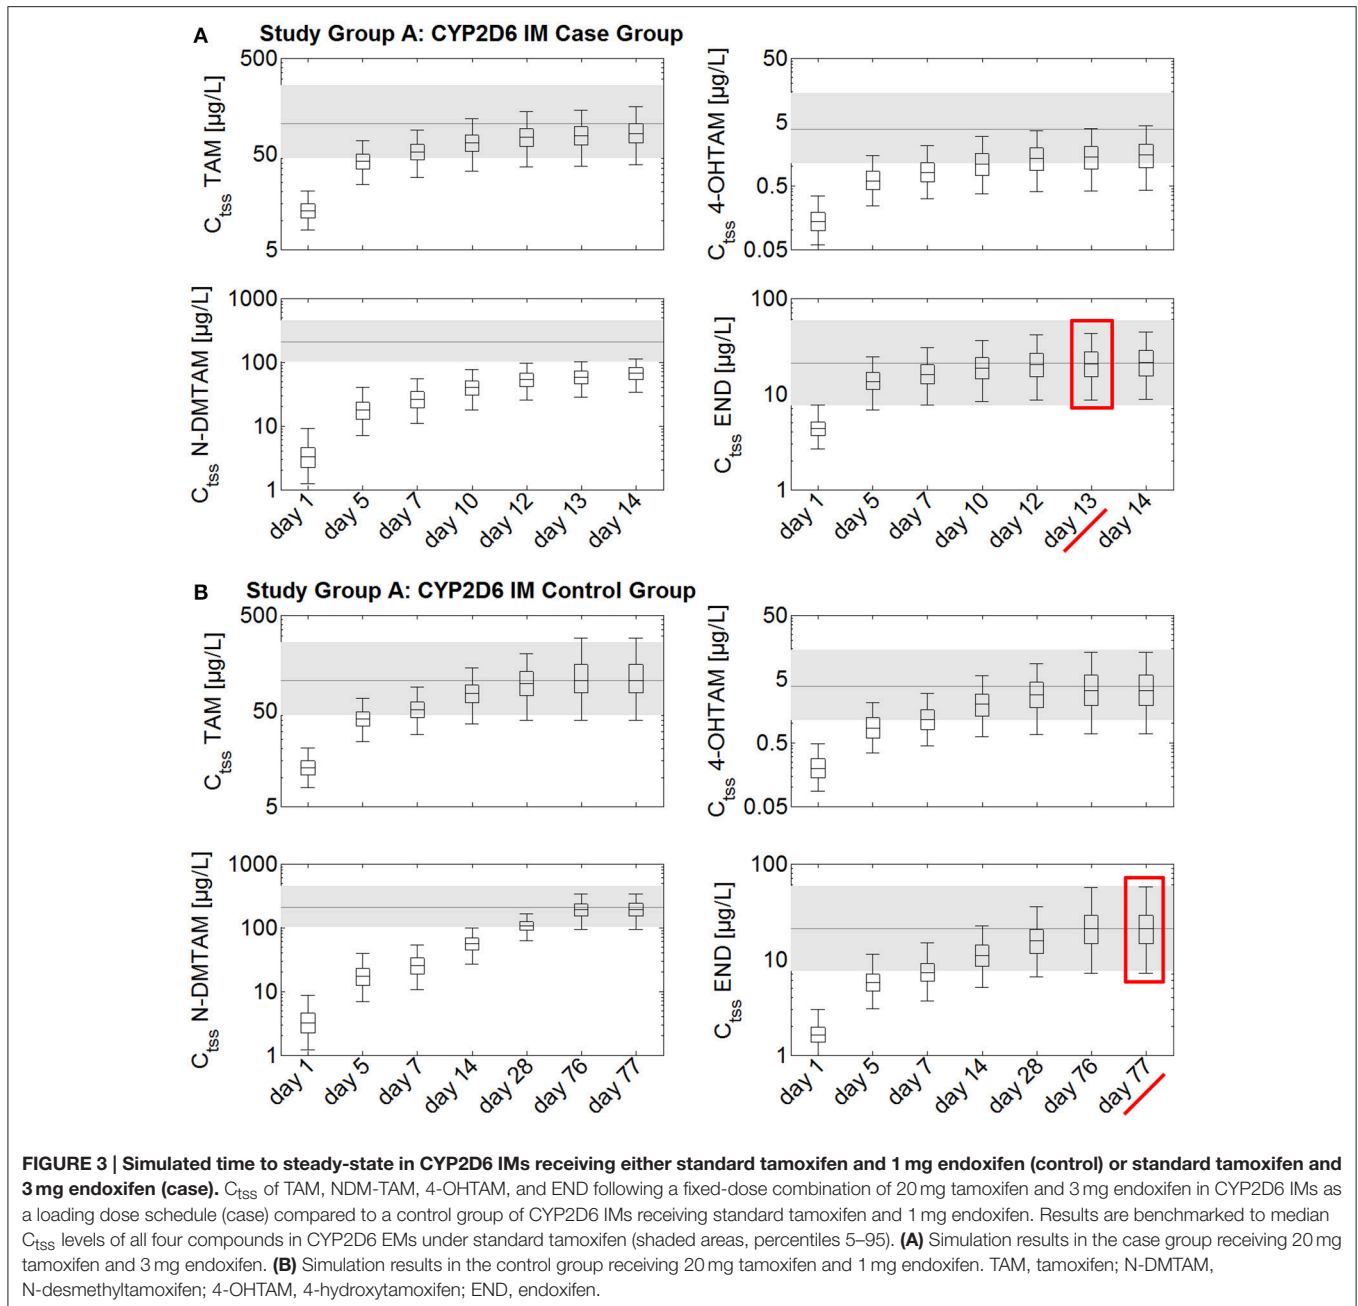 A Study Group A: CYP2D6 IM Case Group
500
50
5
Ctss TAM [µg/L]
50
5
0.5
0.05
Ctss 4-OHTAM [µg/L]
1000
100
10
1
Ctss N-DMTAM [µg/L]
day 1 day 5 day 7 day 10 day 12 day 13 day 14
100
10
1
Ctss END [µg/L]
day 1 day 5 day 7 day 10 day 12 day 13 day 14
B Study Group A: CYP2D6 IM Control Group
500
50
5
Ctss TAM [µg/L]
50
5
0.5
0.05
Ctss 4-OHTAM [µg/L]
1000
100
10
1
Ctss N-DMTAM [µg/L]
day 1 day 5 day 7 day 14 day 28 day 76 day 77
100
10
1
Ctss END [µg/L]
day 1 day 5 day 7 day 14 day 28 day 76 day 77
FIGURE 3 | Simulated time to steady-state in CYP2D6 IMs receiving either standard tamoxifen and 1 mg endoxifen (control) or standard tamoxifen and
3 mg endoxifen (case). Ctss of TAM, NDM-TAM, 4-OHTAM, and END following a fixed-dose combination of 20 mg tamoxifen and 3 mg endoxifen in CYP2D6 IMs as
a loading dose schedule (case) compared to a control group of CYP2D6 IMs receiving standard tamoxifen and 1 mg endoxifen. Results are benchmarked to median
Ctss levels of all four compounds in CYP2D6 EMs under standard tamoxifen (shaded areas, percentiles 5–95). (A) Simulation results in the case group receiving 20 mg
tamoxifen and 3 mg endoxifen. (B) Simulation results in the control group receiving 20 mg tamoxifen and 1 mg endoxifen. TAM, tamoxifen; N-DMTAM,
N-desmethyltamoxifen; 4-OHTAM, 4-hydroxytamoxifen; END, endoxifen.